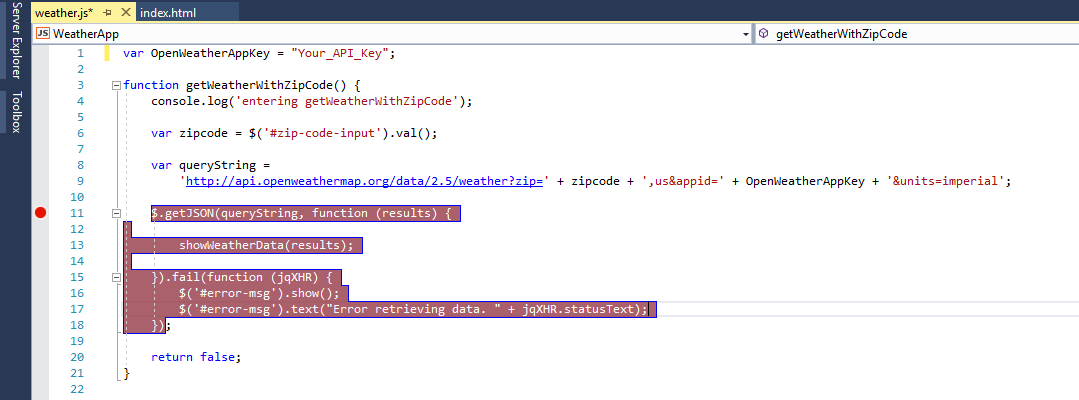 Server Explorer
Toolbox
weather.js* index.html
JS WeatherApp getWeatherWithZipCode
1 var OpenWeatherAppKey = "Your_API_Key";
2
3 function getWeatherWithZipCode() {
4 console.log('entering getWeatherWithZipCode');
5
6 var zipcode = $('#zip-code-input').val();
7
8 var queryString =
9 'http://api.openweathermap.org/data/2.5/weather?zip=' + zipcode + ',us&appid=' + OpenWeatherAppKey + '&units=imperial';
10
11 $.getJSON(queryString, function (results) {
12
13 showWeatherData(results);
14
15 }).fail(function (jqXHR) {
16 $('#error-msg').show();
17 $('#error-msg').text("Error retrieving data. " + jqXHR.statusText);
18 });
19
20 return false;
21 }
22